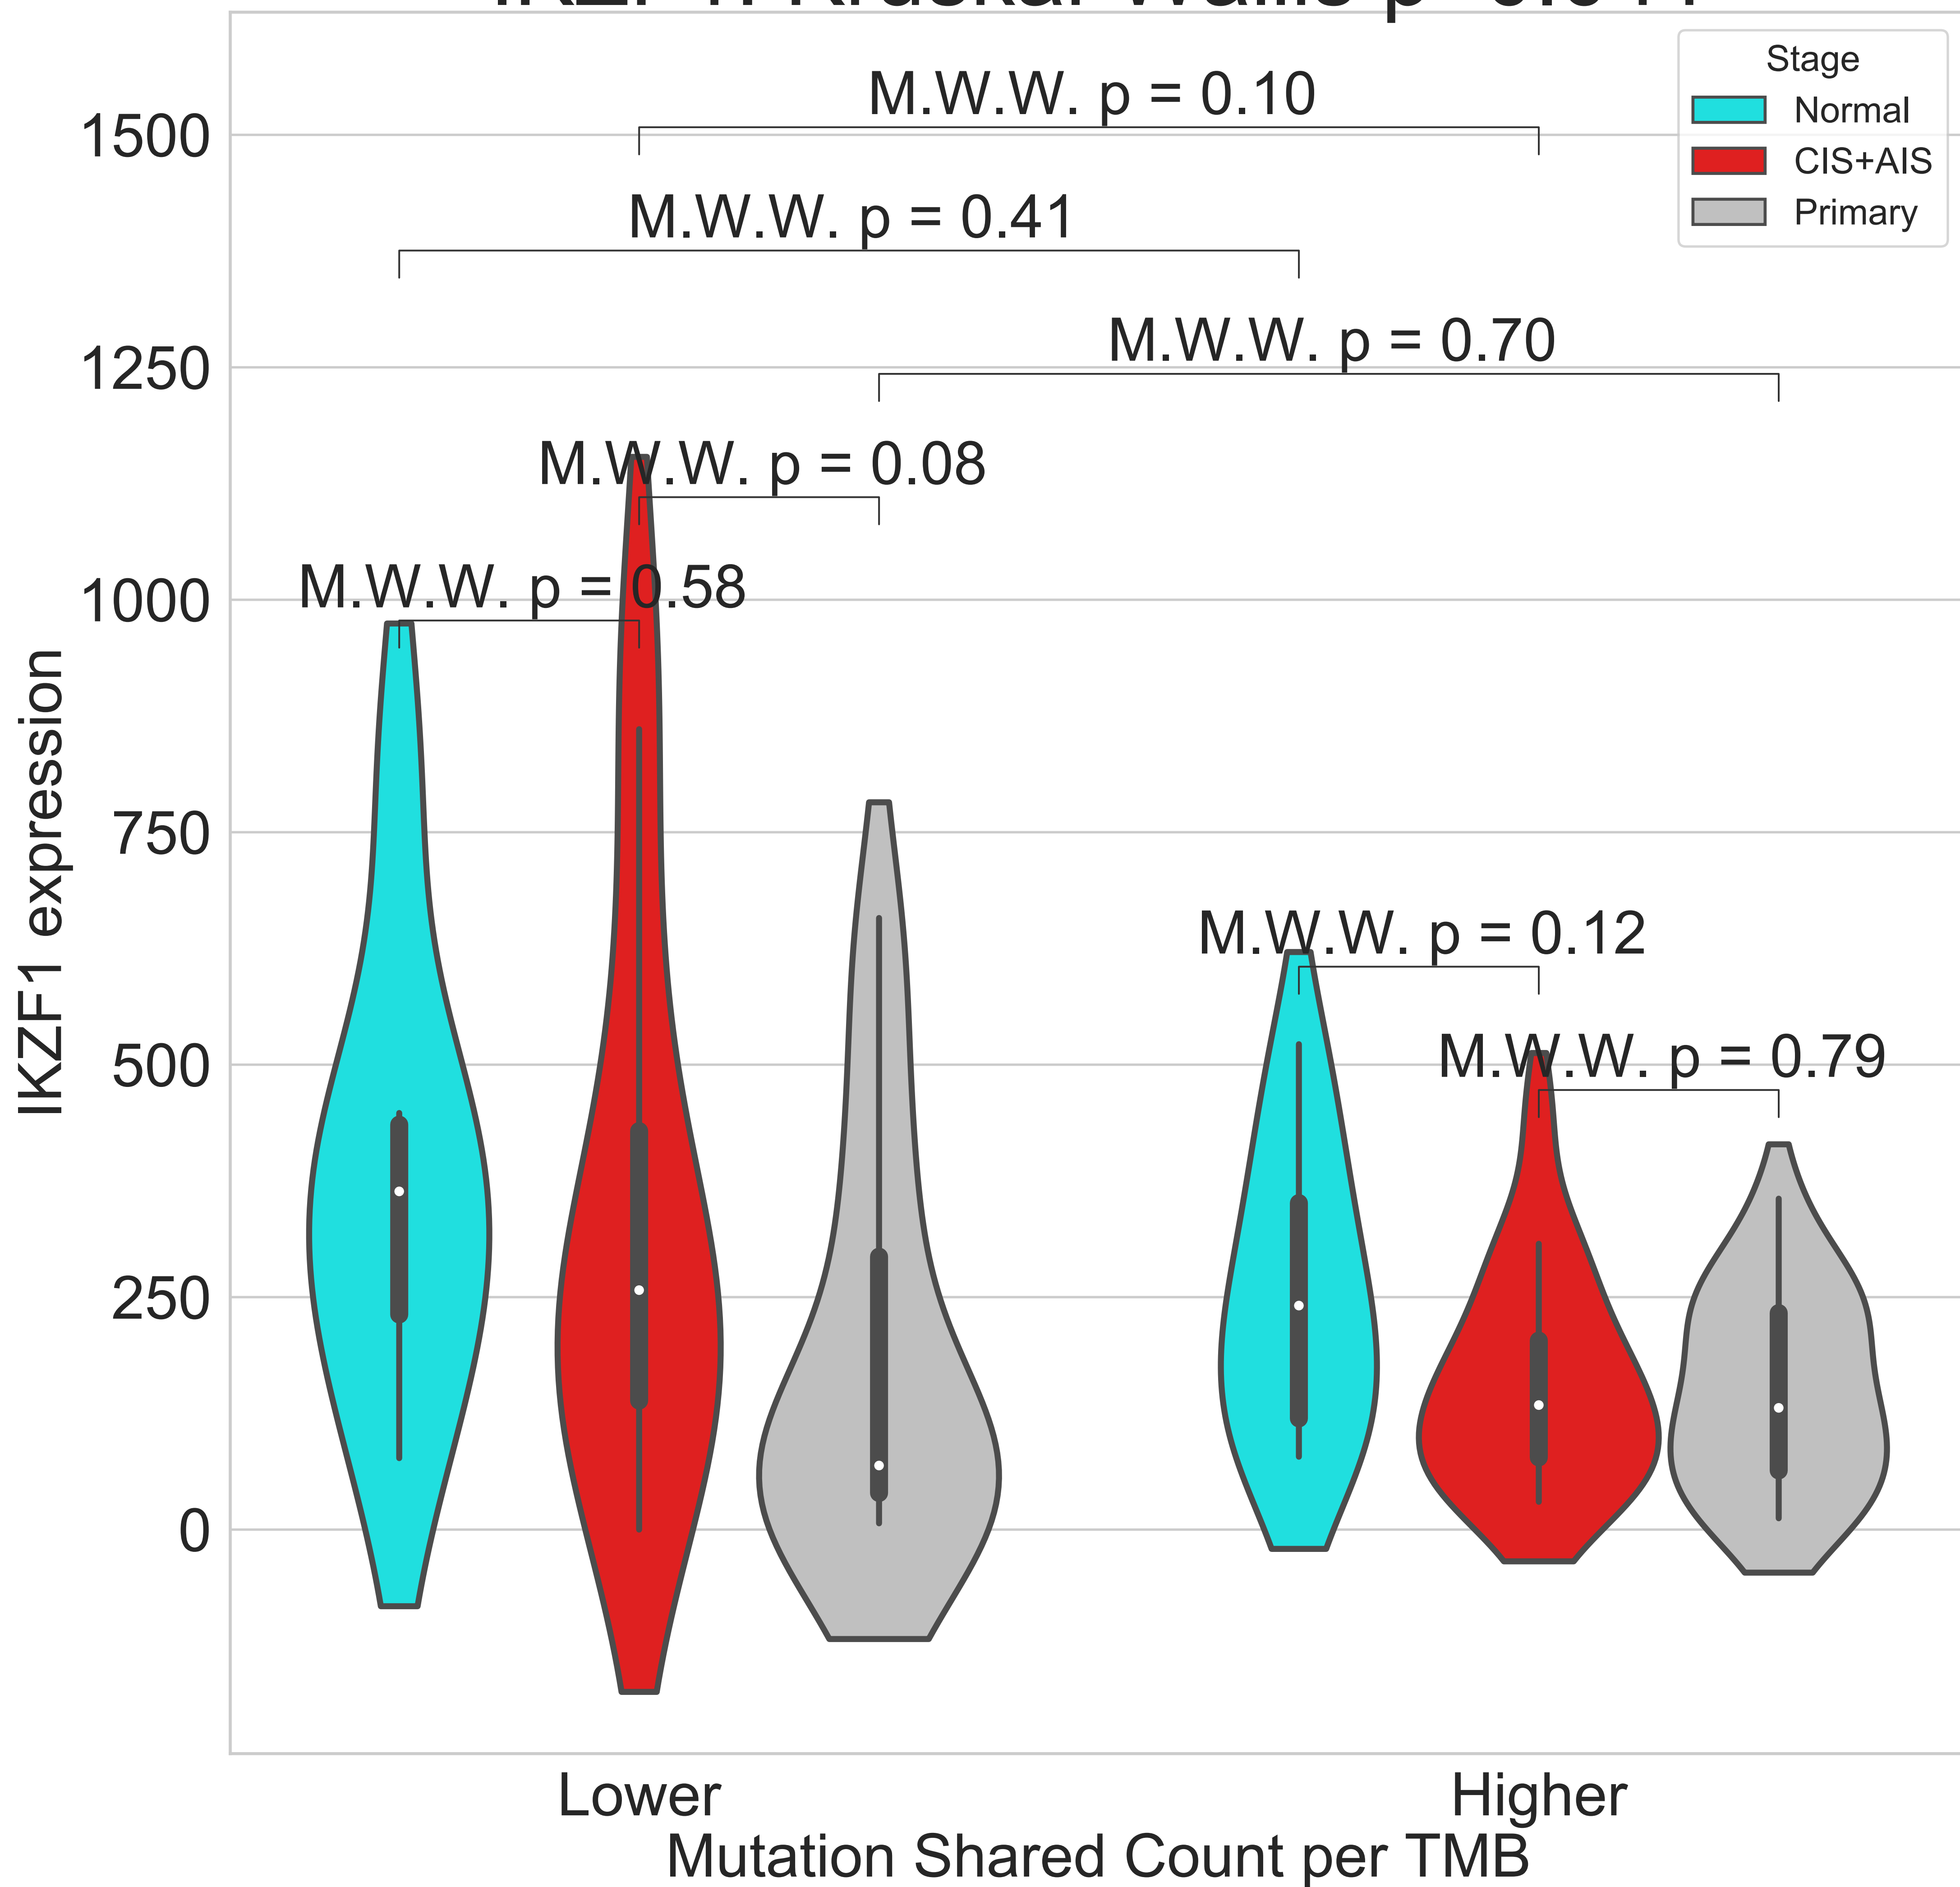 Stage
Normal
CIS+AIS
Primary
M.W.W. p = 0.10
M.W.W. p = 0.41
M.W.W. p = 0.70
M.W.W. p = 0.08
M.W.W. p = 0.58
M.W.W. p = 0.12
M.W.W. p = 0.79
1500
1250
1000
750
500
250
0
IKZF1 expression
Lower
Higher
Mutation Shared Count per TMB